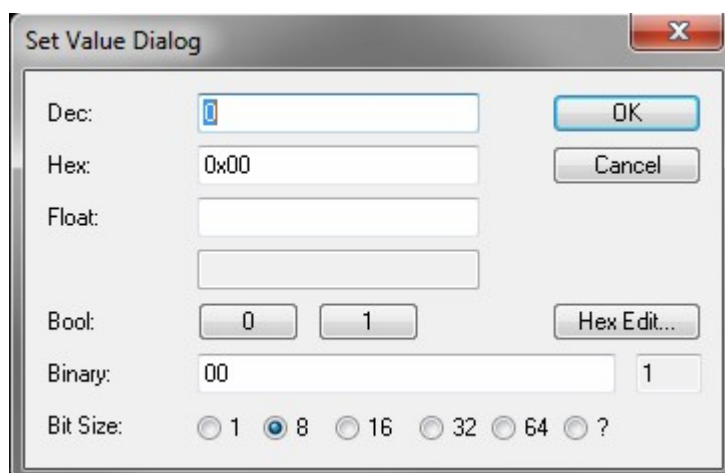 Set Value Dialog
Dec: 0 OK
Hex: 0x00 Cancel
Float:
Bool: 0 1 Hex Edit...
Binary: 00 1
Bit Size: 1 8 16 32 64 ?